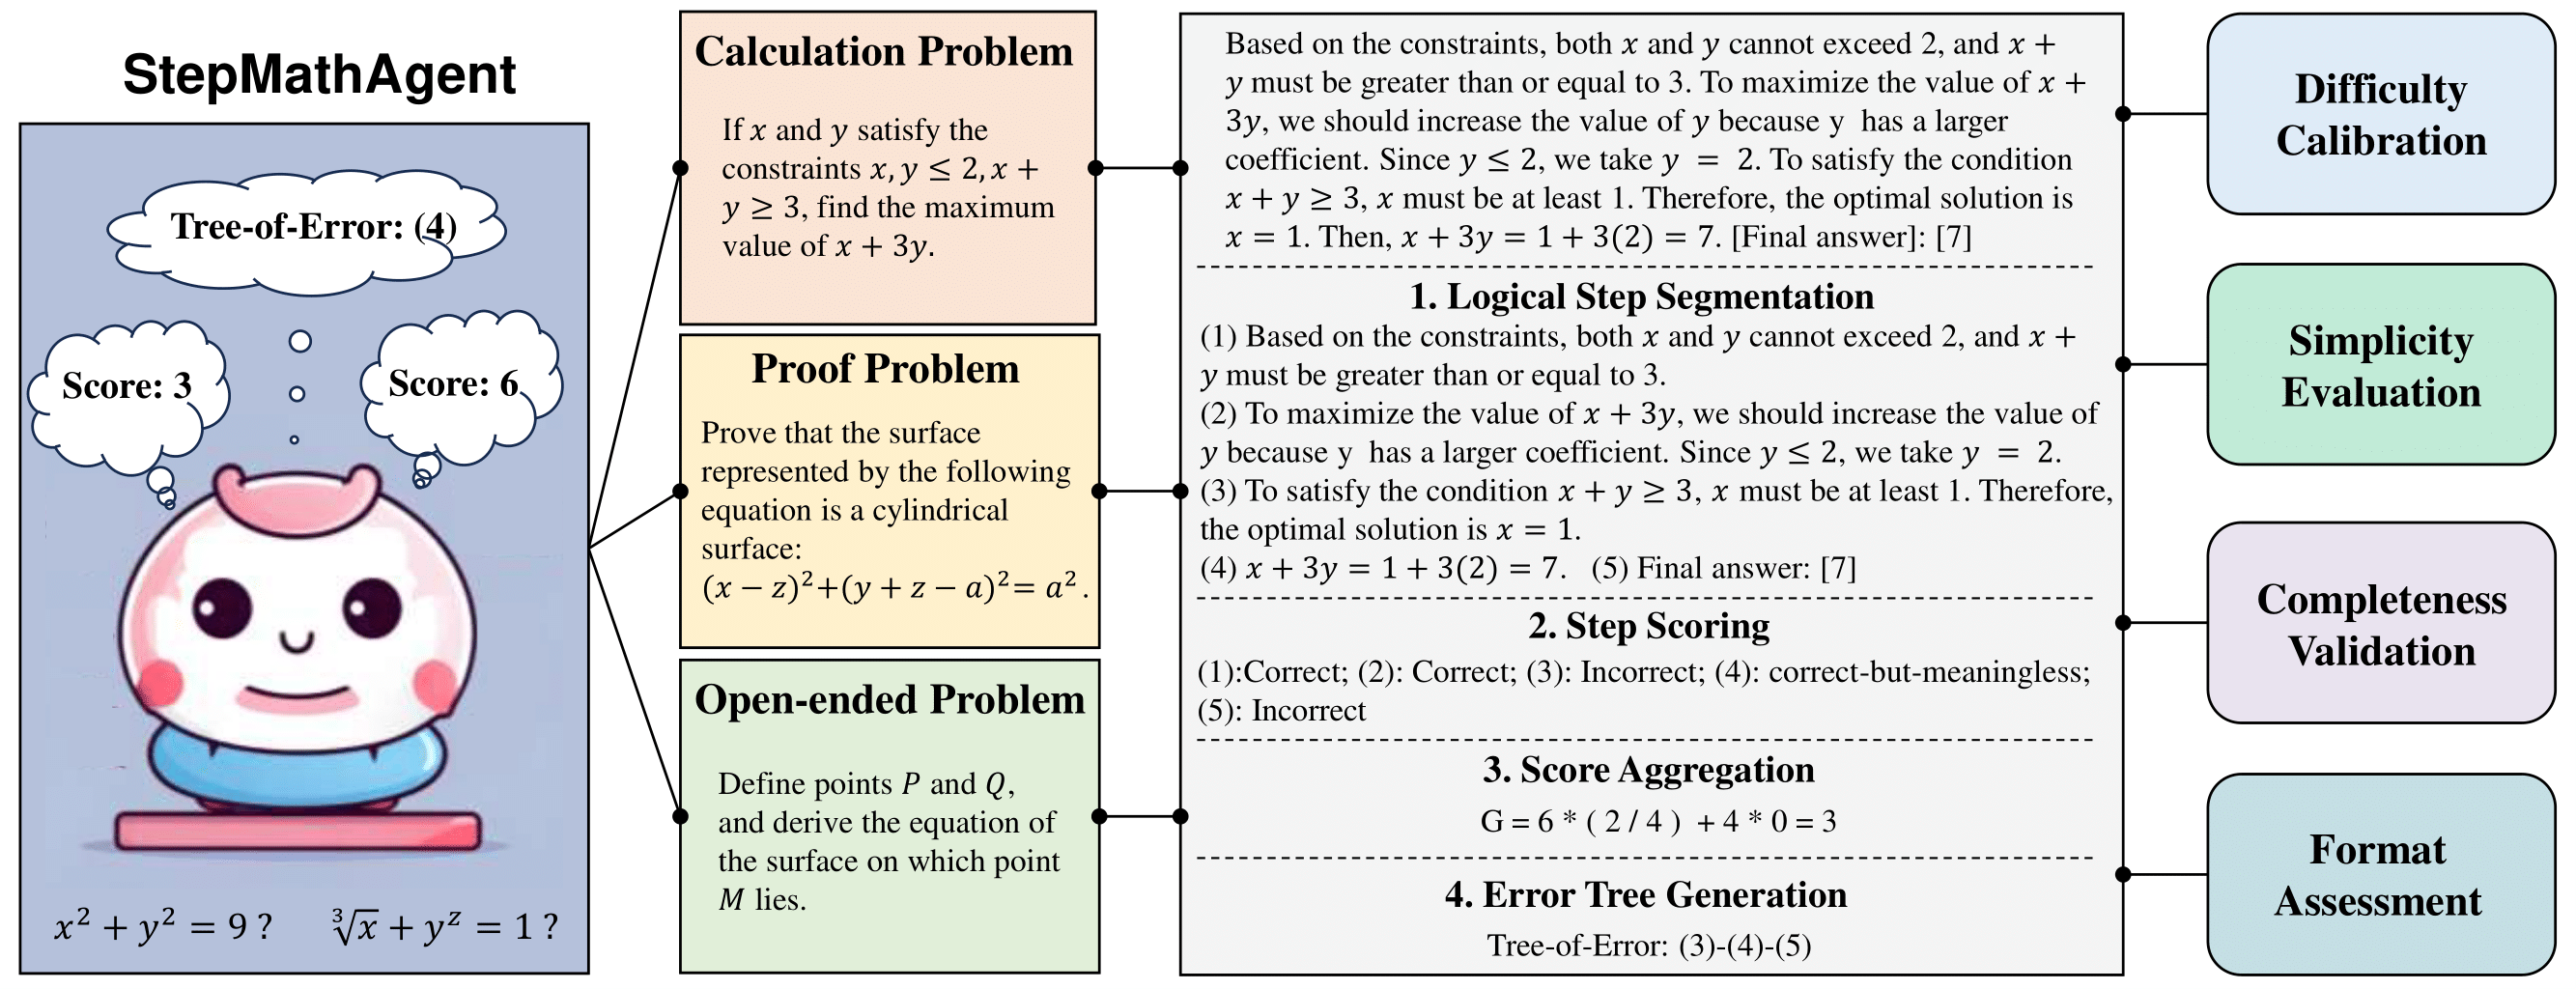 StepMathAgent
Tree-of-Error: (4)
Score: 3
Score: 6
x² + y² = 9 ?
∛x + y^z = 1 ?
Calculation Problem
If x and y satisfy the
constraints x, y ≤ 2, x +
y ≥ 3, find the maximum
value of x + 3y.
Proof Problem
Prove that the surface
represented by the following
equation is a cylindrical
surface:
(x − z)²+(y + z − a)²= a².
Open-ended Problem
Define points P and Q,
and derive the equation of
the surface on which point
M lies.
Based on the constraints, both x and y cannot exceed 2, and x +
y must be greater than or equal to 3. To maximize the value of x +
3y, we should increase the value of y because y has a larger
coefficient. Since y ≤ 2, we take y = 2. To satisfy the condition
x + y ≥ 3, x must be at least 1. Therefore, the optimal solution is
x = 1. Then, x + 3y = 1 + 3(2) = 7. [Final answer]: [7]
1. Logical Step Segmentation
(1) Based on the constraints, both x and y cannot exceed 2, and x +
y must be greater than or equal to 3.
(2) To maximize the value of x + 3y, we should increase the value of
y because y has a larger coefficient. Since y ≤ 2, we take y = 2.
(3) To satisfy the condition x + y ≥ 3, x must be at least 1. Therefore,
the optimal solution is x = 1.
(4) x + 3y = 1 + 3(2) = 7. (5) Final answer: [7]
2. Step Scoring
(1):Correct; (2): Correct; (3): Incorrect; (4): correct-but-meaningless;
(5): Incorrect
3. Score Aggregation
G = 6 * ( 2 / 4 ) + 4 * 0 = 3
4. Error Tree Generation
Tree-of-Error: (3)-(4)-(5)
Difficulty
Calibration
Simplicity
Evaluation
Completeness
Validation
Format
Assessment